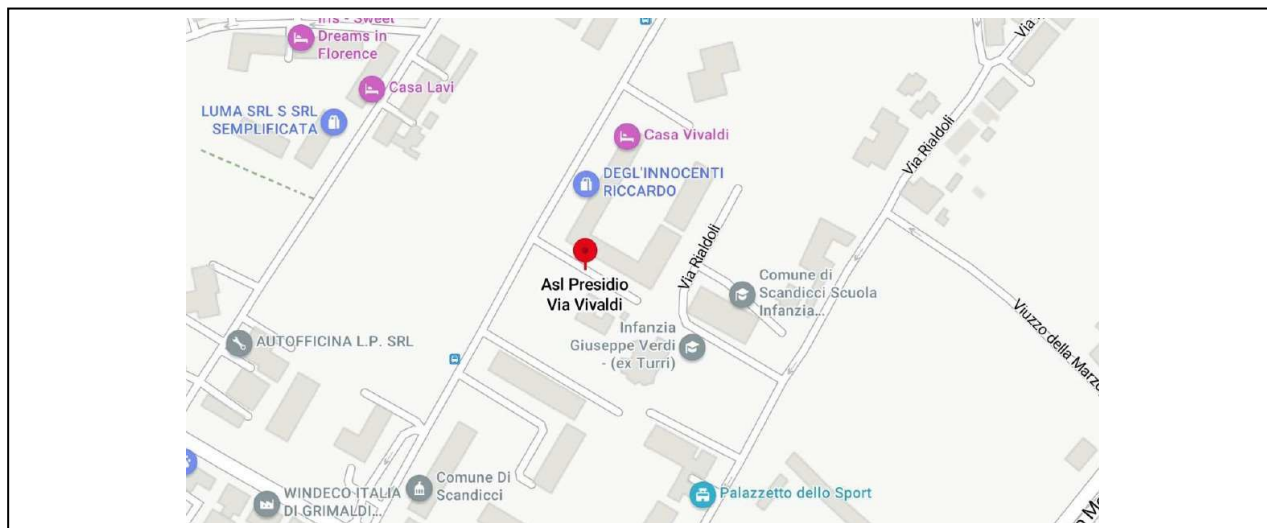 Iris - Sweet
Dreams in
Florence
Casa Lavi
LUMA SRL S SRL
SEMPLIFICATA
Casa Vivaldi
DEGL'INNOCENTI
RICCARDO
Via Rialdoli
Via Rialdoli
Asl Presidio
Via Vivaldi
Comune di
Scandicci Scuola
Infanzia...
Infanzia
Giuseppe Verdi
- (ex Turri)
Viuzzo della
AUTOFFICINA L.P. SRL
Comune Di
Scandicci
WINDECO ITALIA
DI GRIMALDI...
Palazzetto dello Sport